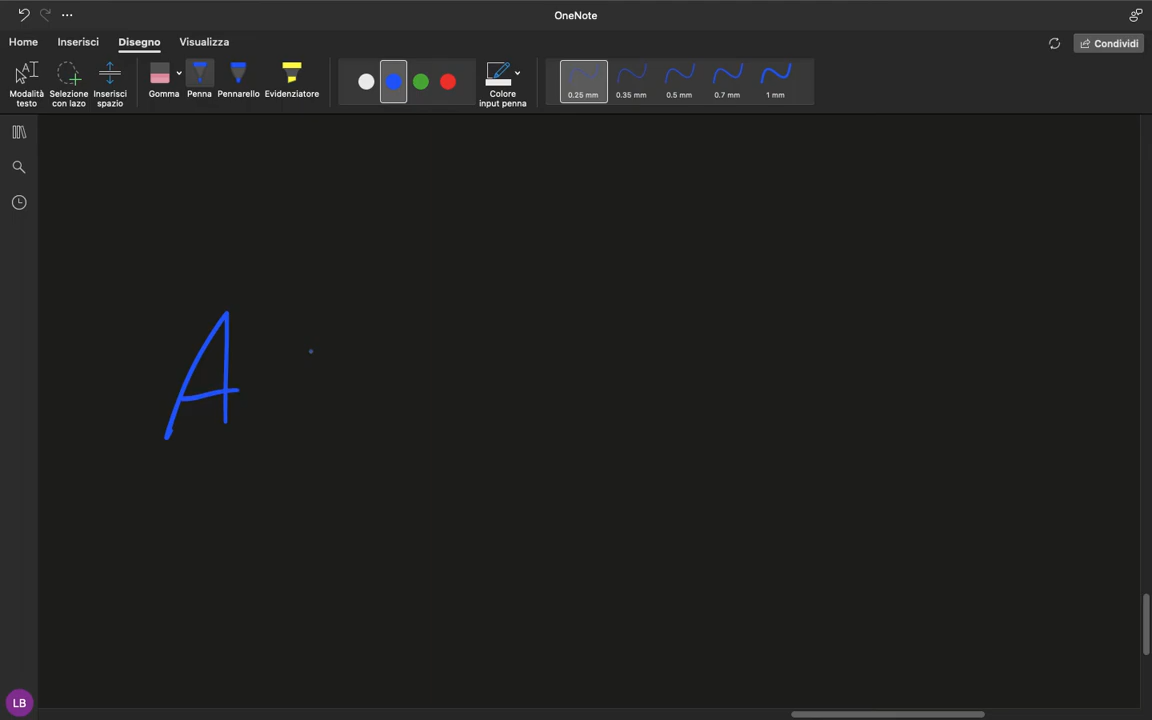 OneNote
Home Inserisci Disegno Visualizza Condividi
Modalità testo
Selezione con lazo
Inserisci spazio
Gomma
Penna
Pennarello
Evidenziatore
Colore input penna
0.25 mm
0.35 mm
0.5 mm
0.7 mm
1 mm
A
LB